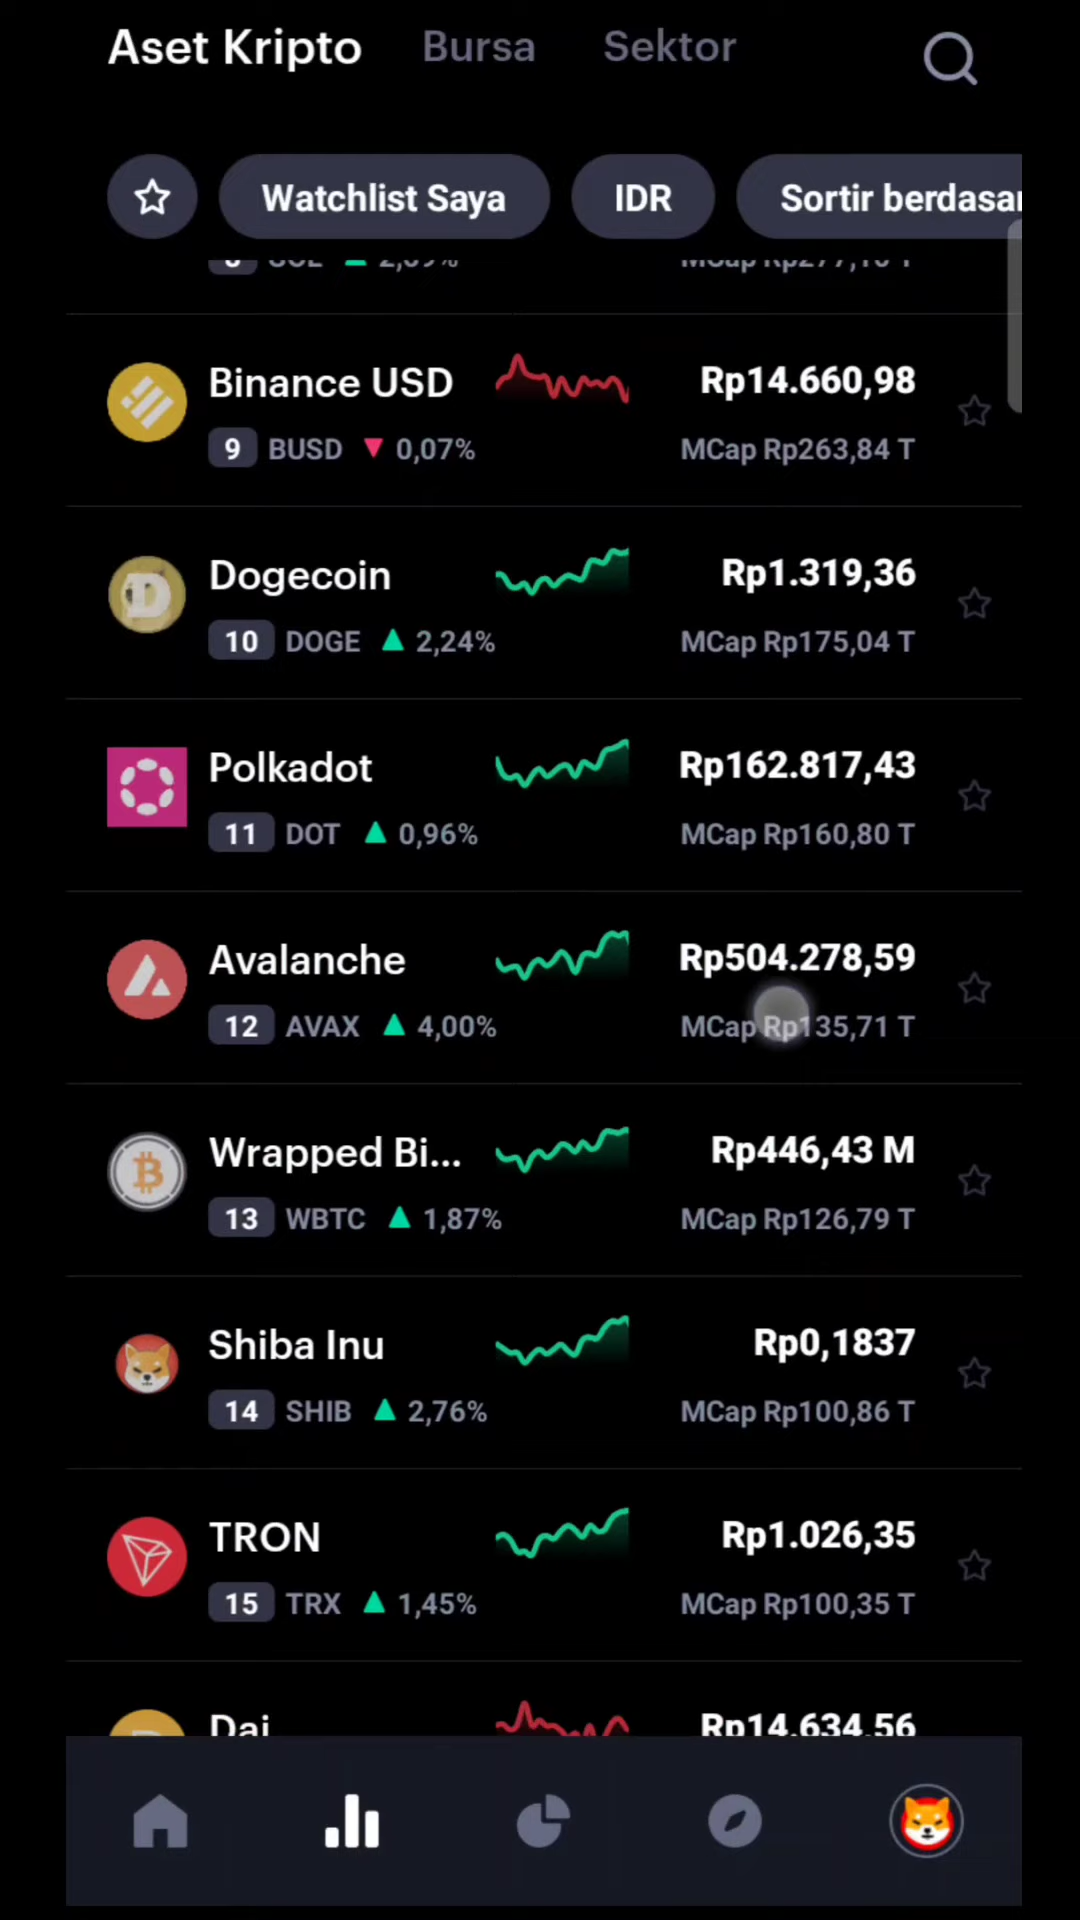 Aset Kripto Bursa Sektor
Watchlist Saya IDR Sortir berdasar
Binance USD Rp14.660,98
9 BUSD ▼ 0,07% MCap Rp263,84 T
Dogecoin Rp1.319,36
10 DOGE ▲ 2,24% MCap Rp175,04 T
Polkadot Rp162.817,43
11 DOT ▲ 0,96% MCap Rp160,80 T
Avalanche Rp504.278,59
12 AVAX ▲ 4,00% MCap Rp135,71 T
Wrapped Bi... Rp446,43 M
13 WBTC ▲ 1,87% MCap Rp126,79 T
Shiba Inu Rp0,1837
14 SHIB ▲ 2,76% MCap Rp100,86 T
TRON Rp1.026,35
15 TRX ▲ 1,45% MCap Rp100,35 T
Dai Rp14.634,56